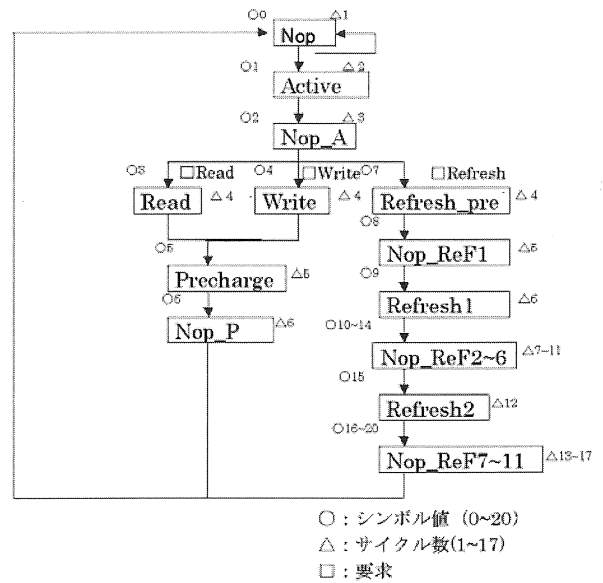 ○0 △1
Nop
○1 △2
Active
○2 △3
Nop_A
○3 □Read ○4 □Write ○7 □Refresh
Read △4 Write △4 Refresh_pre △4
○8
Nop_ReF1 △5
○5 ○9
Precharge △5 Refresh1 △6
○6 ○10~14
Nop_P △6 Nop_ReF2~6 △7~11
○15
Refresh2 △12
○16~20
Nop_ReF7~11 △13~17
○：シンボル値 (0~20)
△：サイクル数(1~17)
□：要求